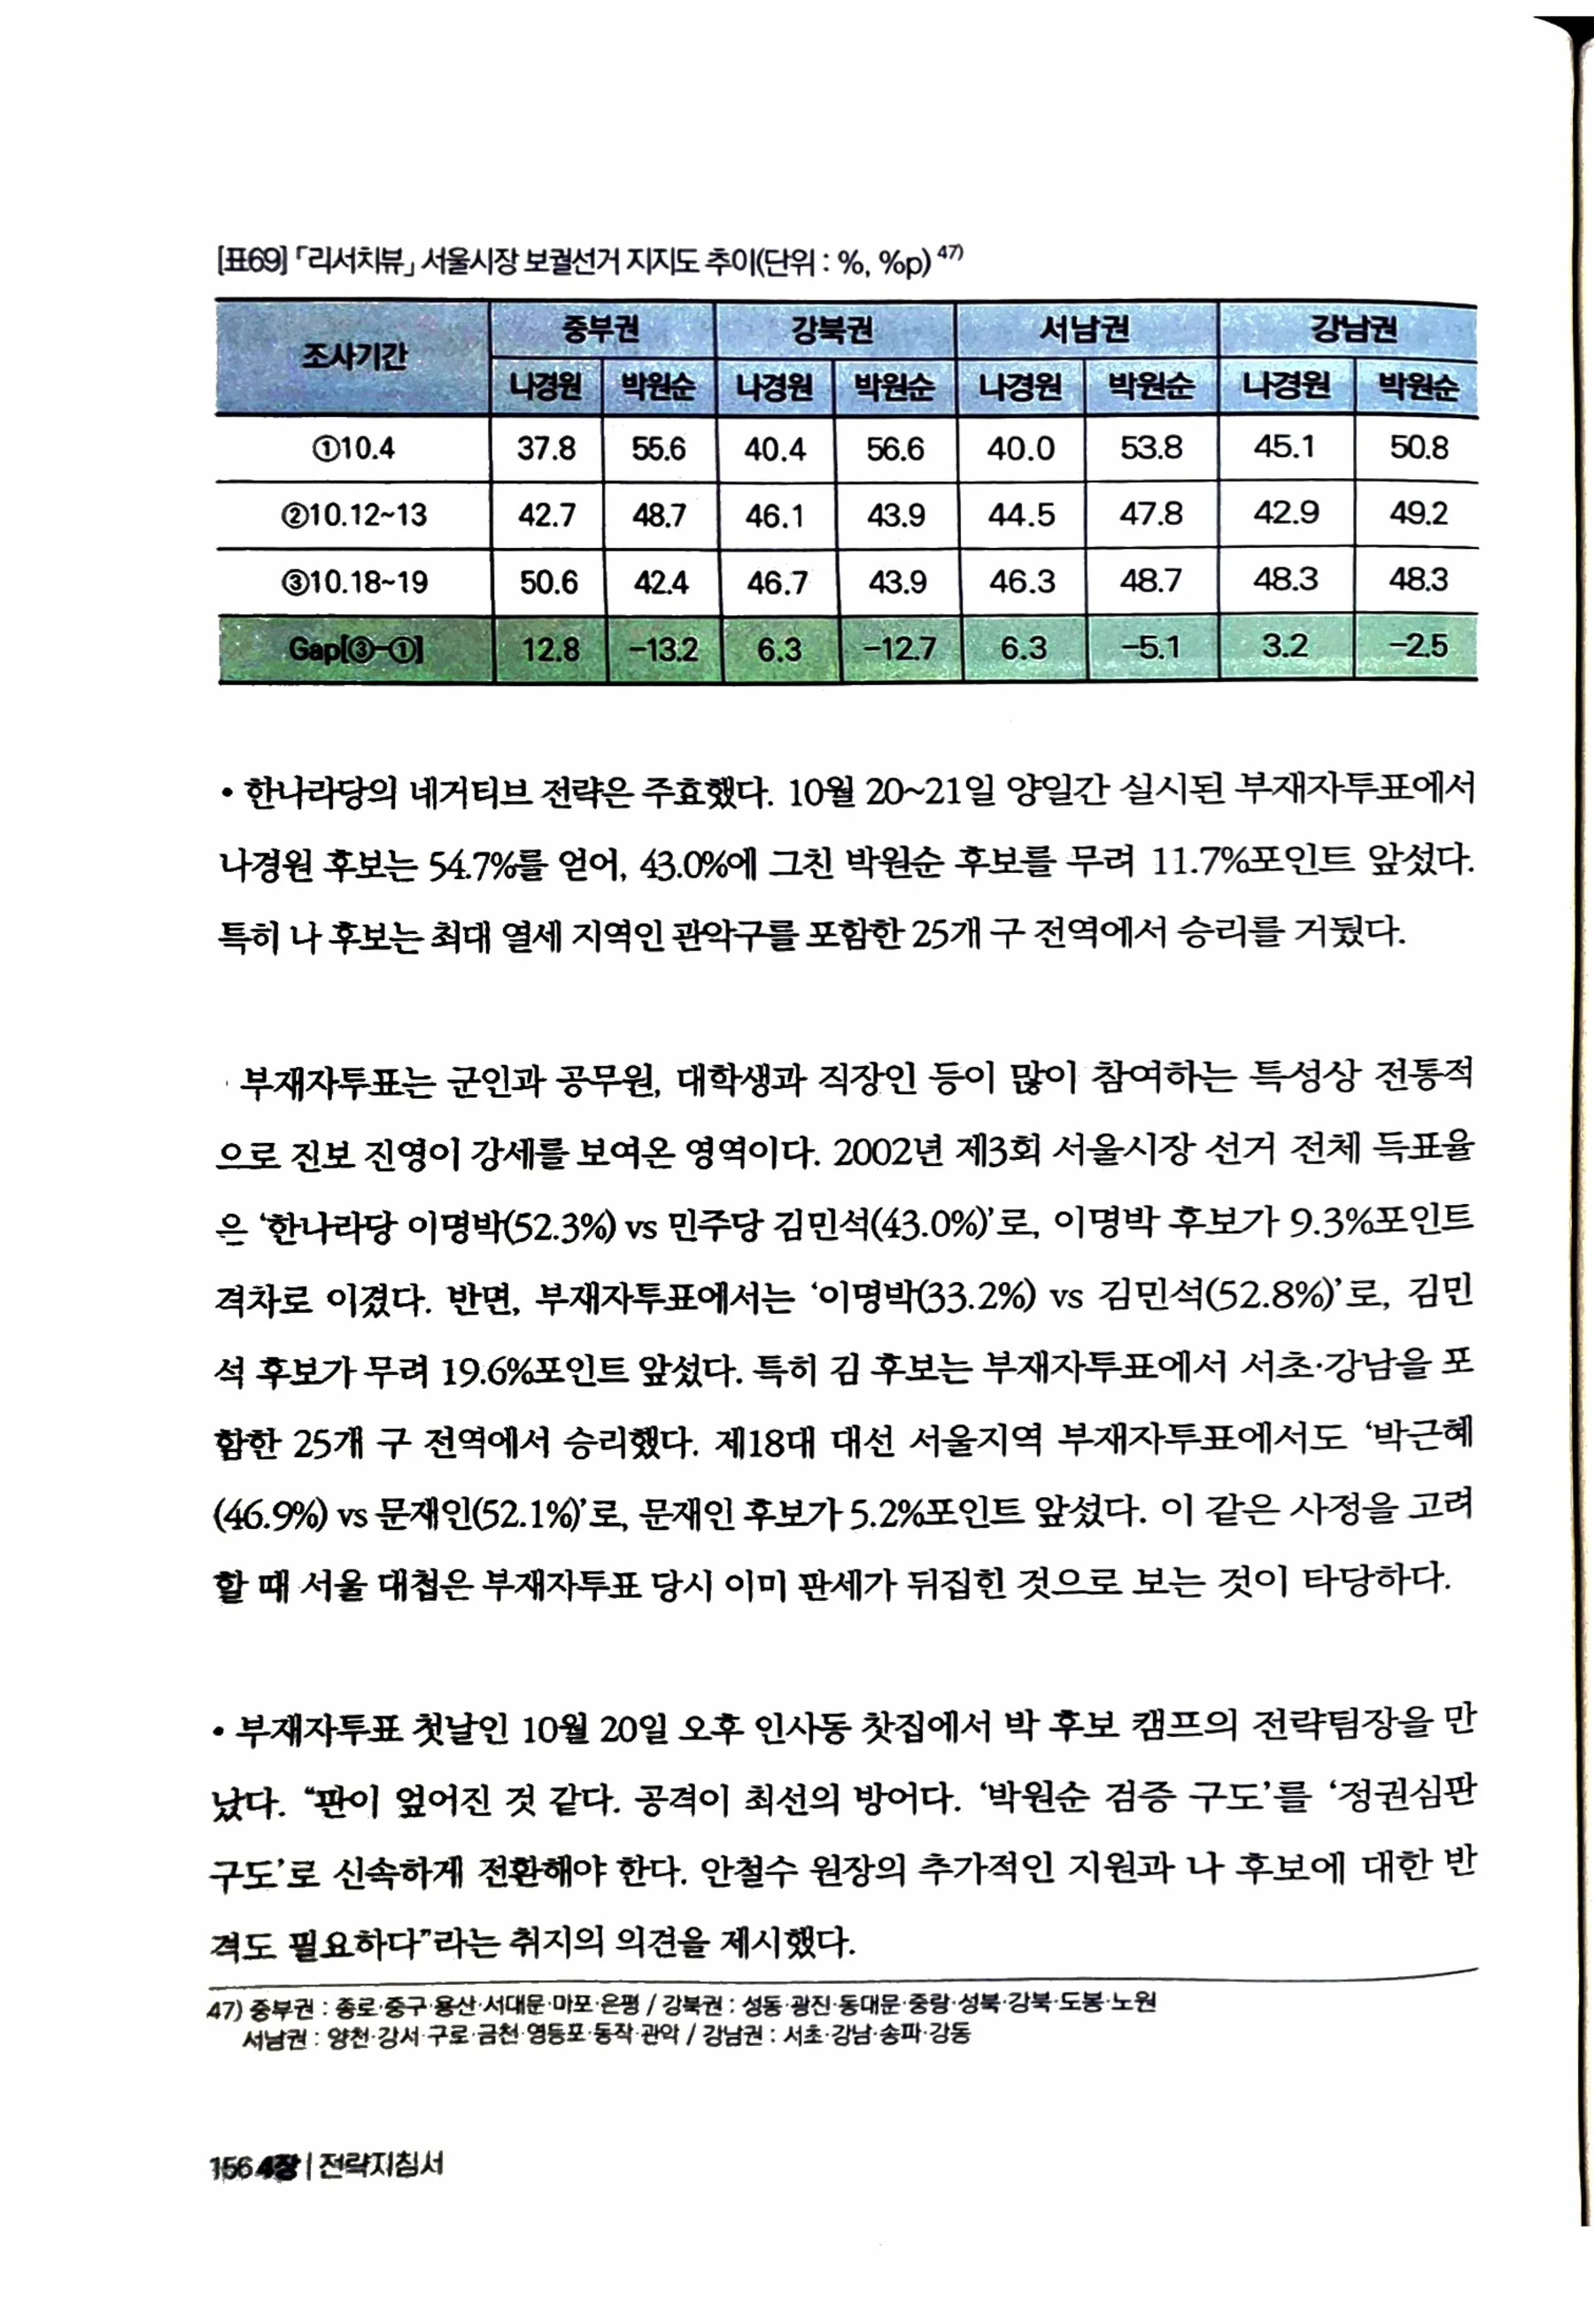 [표69] 「리서치뷰」 서울시장 보궐선거 지지도 추이(단위 : %, %p) 47)
조사기간 중부권 강북권 서남권 강남권
나경원 박원순 나경원 박원순 나경원 박원순 나경원 박원순
①10.4 37.8 55.6 40.4 56.6 40.0 53.8 45.1 50.8
②10.12~13 42.7 48.7 46.1 43.9 44.5 47.8 42.9 49.2
③10.18~19 50.6 42.4 46.7 43.9 46.3 48.7 48.3 48.3
Gap[③-①] 12.8 -13.2 6.3 -12.7 6.3 -5.1 3.2 -2.5
• 한나라당의 네거티브 전략은 주효했다. 10월 20~21일 양일간 실시된 부재자투표에서
나경원 후보는 54.7%를 얻어, 43.0%에 그친 박원순 후보를 무려 11.7%포인트 앞섰다.
특히 나 후보는 최대 열세 지역인 관악구를 포함한 25개 구 전역에서 승리를 거뒀다.
부재자투표는 군인과 공무원, 대학생과 직장인 등이 많이 참여하는 특성상 전통적
으로 진보 진영이 강세를 보여온 영역이다. 2002년 제3회 서울시장 선거 전체 득표율
은 ‘한나라당 이명박(52.3%) vs 민주당 김민석(43.0%)’로, 이명박 후보가 9.3%포인트
격차로 이겼다. 반면, 부재자투표에서는 ‘이명박(33.2%) vs 김민석(52.8%)’로, 김민
석 후보가 무려 19.6%포인트 앞섰다. 특히 김 후보는 부재자투표에서 서초·강남을 포
함한 25개 구 전역에서 승리했다. 제18대 대선 서울지역 부재자투표에서도 ‘박근혜
(46.9%) vs 문재인(52.1%)’로, 문재인 후보가 5.2%포인트 앞섰다. 이 같은 사정을 고려
할 때 서울 대첩은 부재자투표 당시 이미 판세가 뒤집힌 것으로 보는 것이 타당하다.
• 부재자투표 첫날인 10월 20일 오후 인사동 찻집에서 박 후보 캠프의 전략팀장을 만
났다. “판이 엎어진 것 같다. 공격이 최선의 방어다. ‘박원순 검증 구도’를 ‘정권심판
구도’로 신속하게 전환해야 한다. 안철수 원장의 추가적인 지원과 나 후보에 대한 반
격도 필요하다”라는 취지의 의견을 제시했다.
47) 중부권 : 종로·중구·용산·서대문·마포·은평 / 강북권 : 성동·광진·동대문·중랑·성북·강북·도봉·노원
서남권 : 양천·강서·구로·금천·영등포·동작·관악 / 강남권 : 서초·강남·송파·강동
156 4장 | 전략지침서